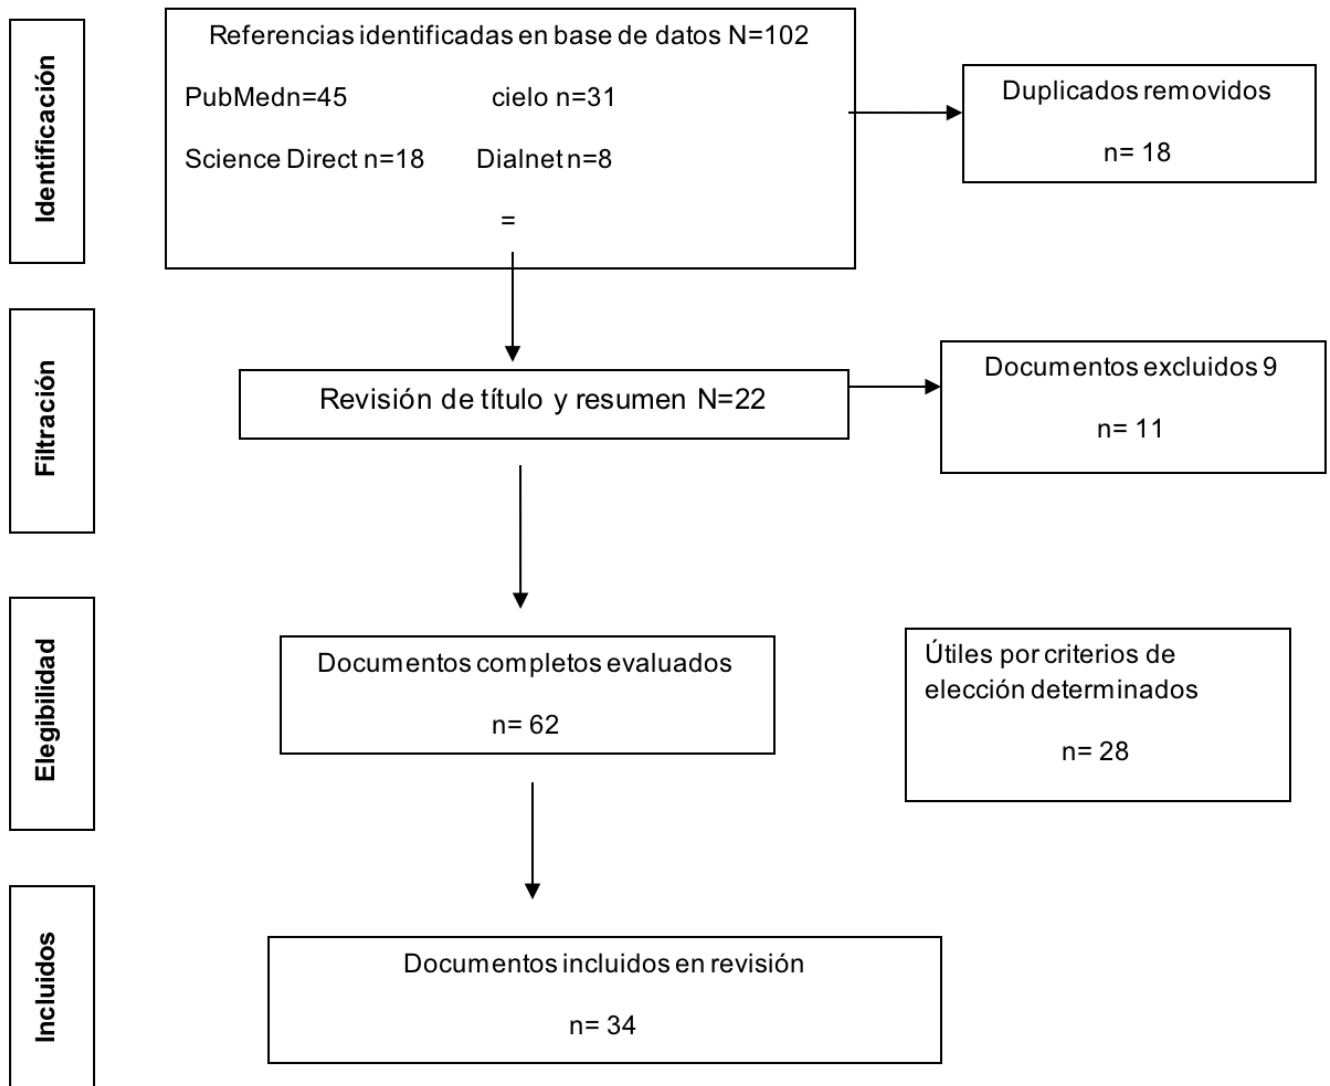 Identificación
Referencias identificadas en base de datos N=102
PubMedn=45 cielo n=31
Science Direct n=18 Dialnet n=8
=
Duplicados removidos
n= 18
Filtración
Revisión de título y resumen N=22
Documentos excluidos 9
n= 11
Elegibilidad
Documentos completos evaluados
n= 62
Útiles por criterios de
elección determinados
n= 28
Incluidos
Documentos incluidos en revisión
n= 34